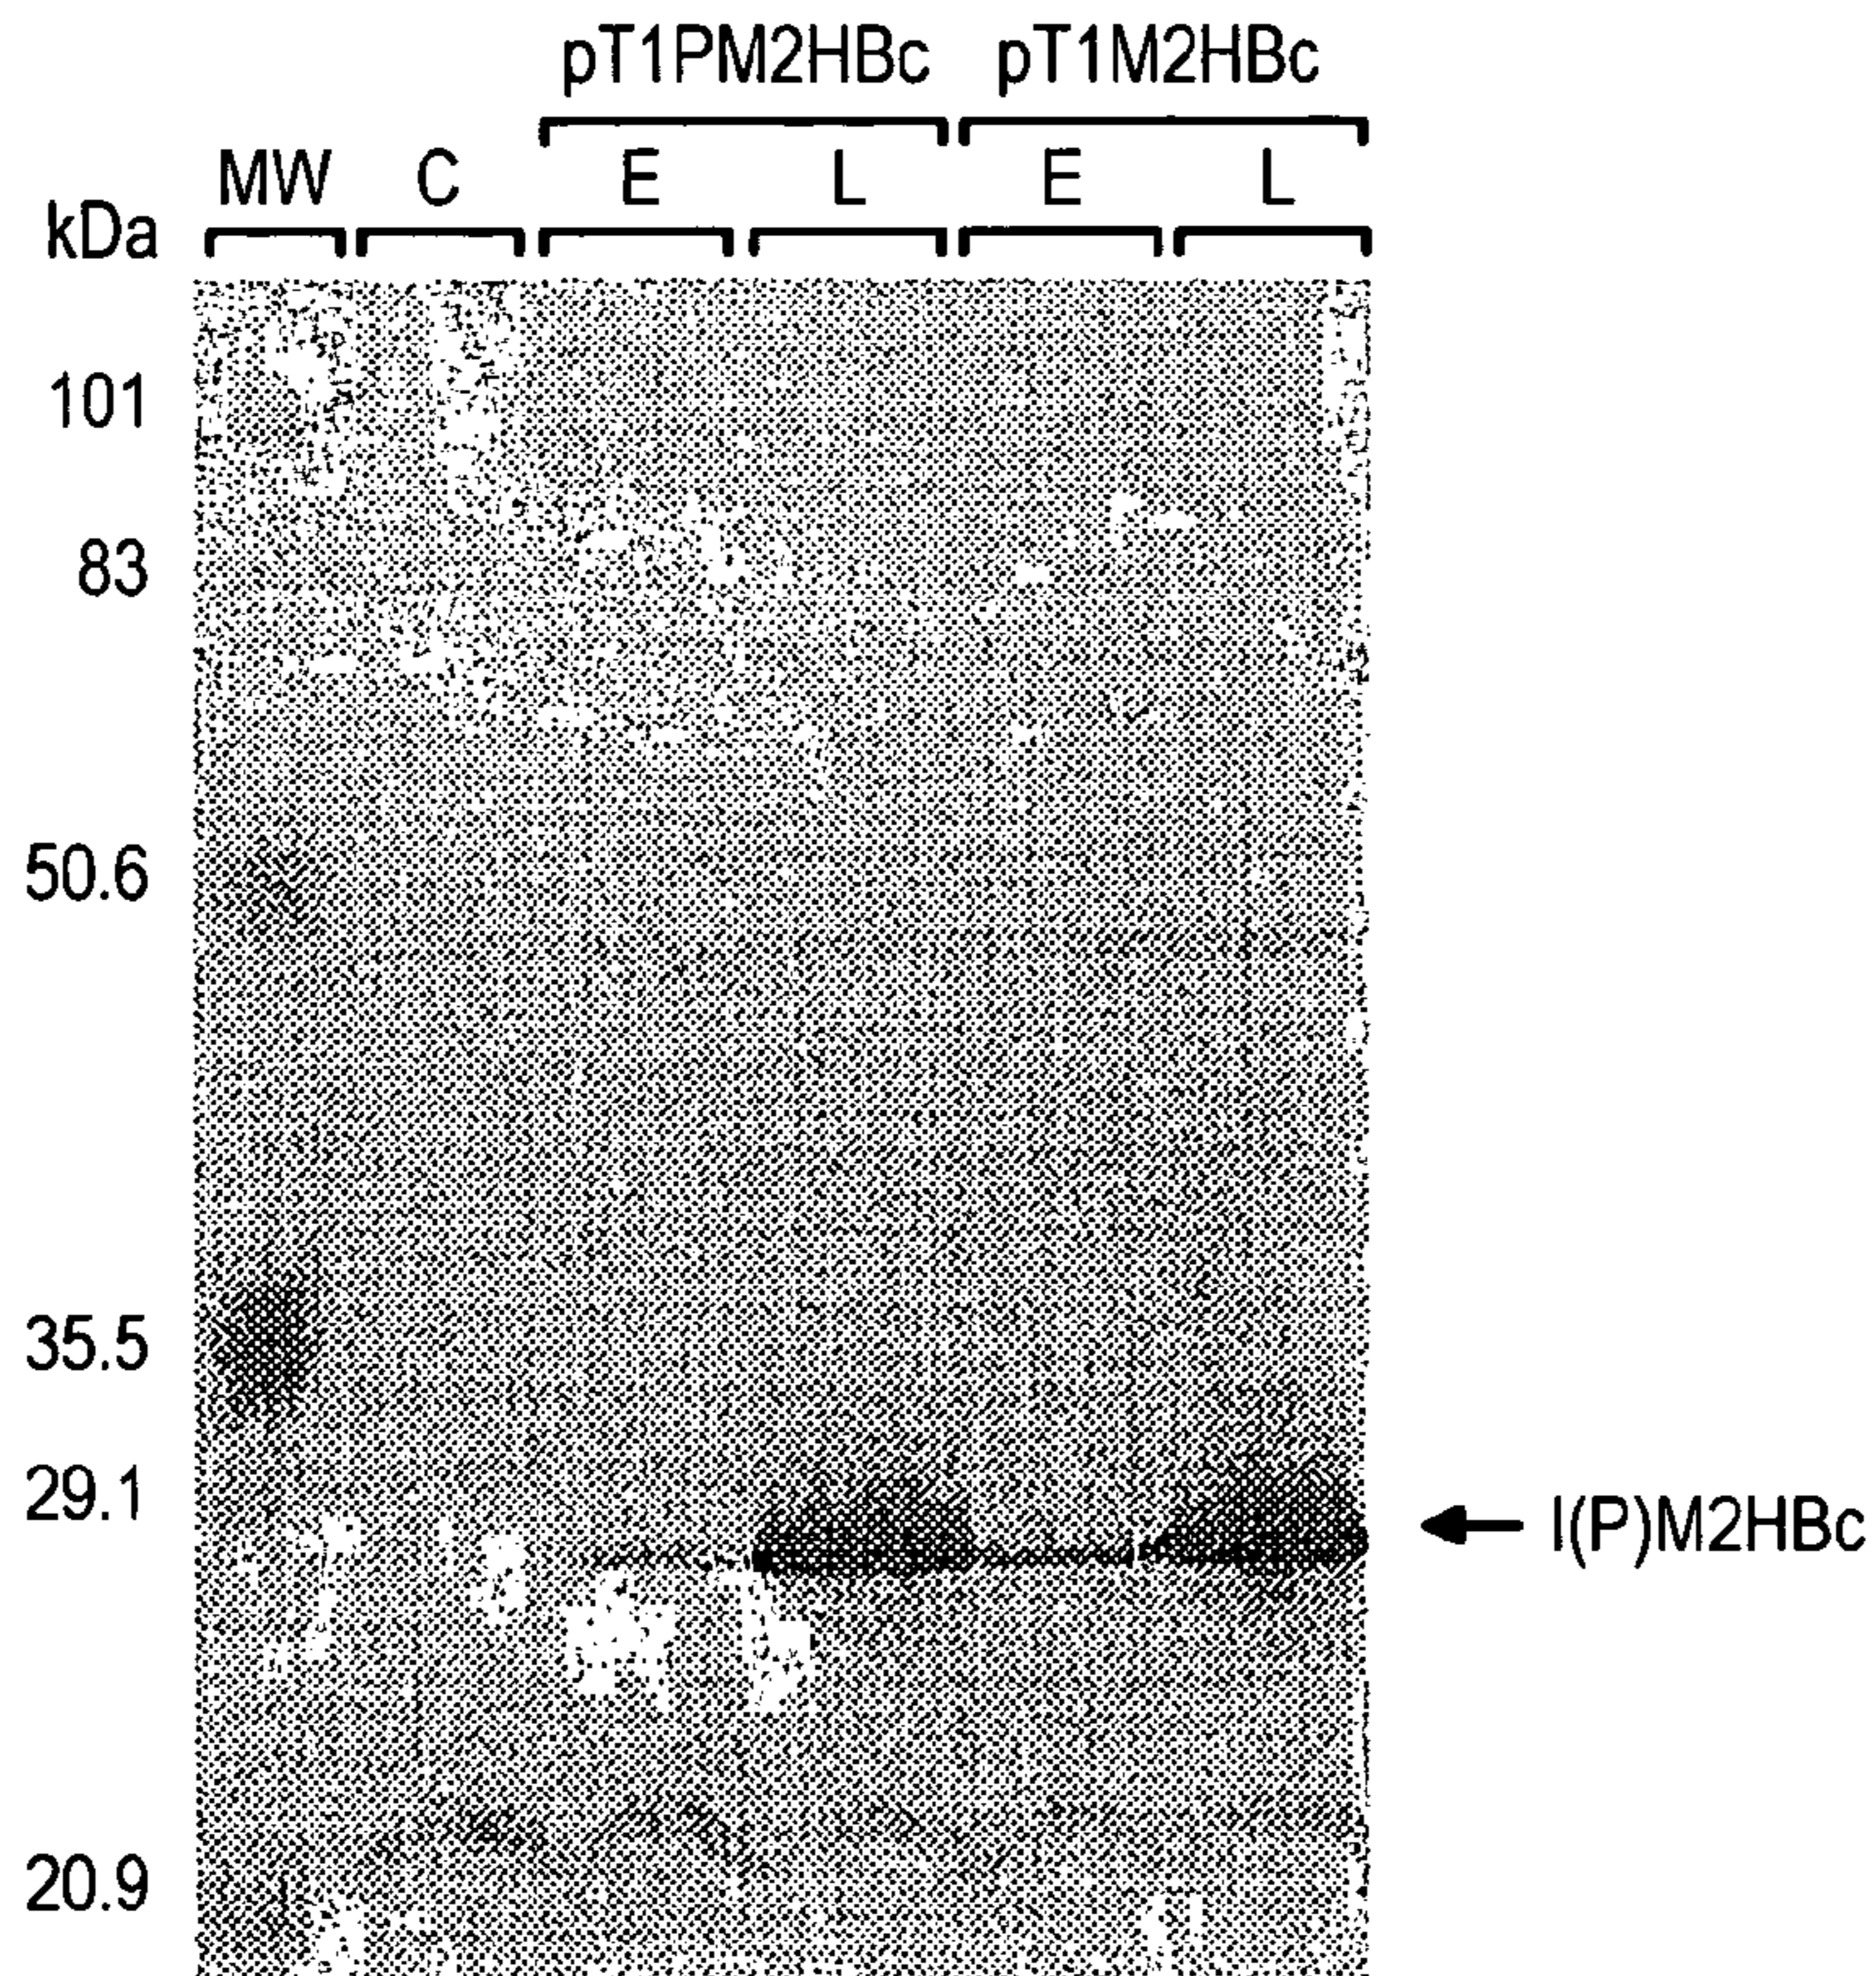 pT1PM2HBc pT1M2HBc
MW C E L E L
kDa
101
83
50.6
35.5
29.1
I(P)M2HBc
20.9